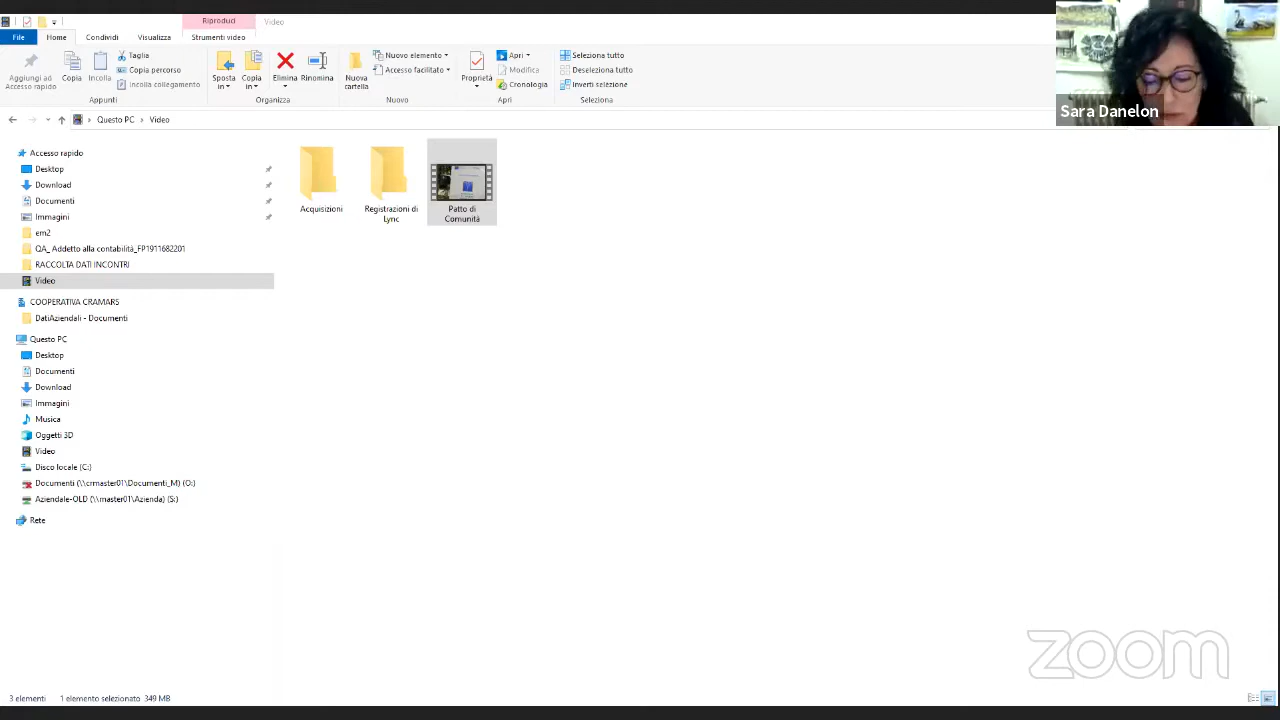 Riproduci
Video
File
Home
Condividi
Visualizza
Strumenti video
Aggiungi ad
Accesso rapido
Copia
Incolla
Taglia
Copia percorso
Incolla collegamento
Appunti
Sposta
in
Copia
in
Elimina
Rinomina
Organizza
Nuova
cartella
Nuovo elemento
Accesso facilitato
Nuovo
Proprietà
Apri
Modifica
Cronologia
Apri
Seleziona tutto
Deseleziona tutto
Inverti selezione
Selezione
Sara Danelon
Questo PC > Video
Accesso rapido
Desktop
Download
Documenti
Immagini
em2
QA_ Addetto alla contabilità_FP1911682201
RACCOLTA DATI INCONTRI
Video
COOPERATIVA CRAMARS
DatiAziendali - Documenti
Questo PC
Desktop
Documenti
Download
Immagini
Musica
Oggetti 3D
Video
Disco locale (C:)
Documenti (\\crmaster01\Documenti_M) (O:)
Aziendale-OLD (\\master01\Azienda) (S:)
Rete
Acquisizioni
Registrazioni di
Lync
Patto di
Comunità
zoom
3 elementi
1 elemento selezionato 349 MB